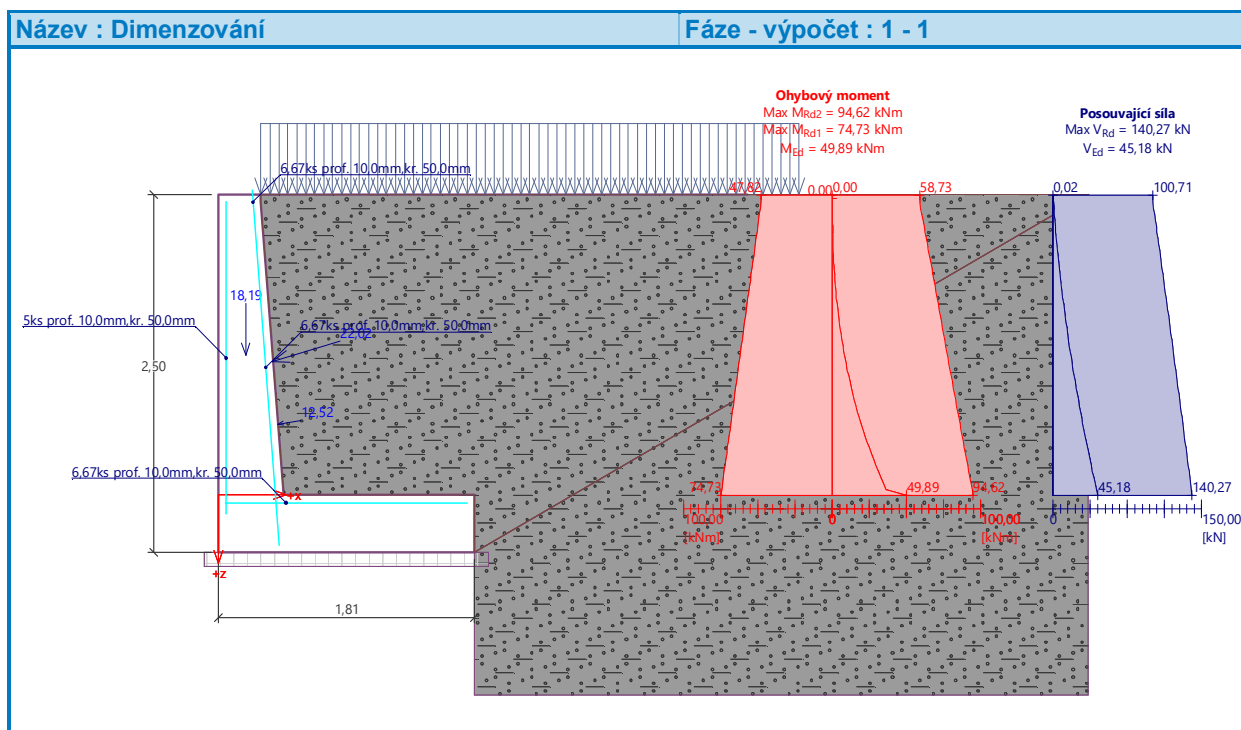 Název : Dimenzování
Fáze - výpočet : 1 - 1
Ohybový moment
Max MRd2 = 94,62 kNm
Max MRd1 = 74,73 kNm
MEd = 49,89 kNm
Posouvající síla
Max VRd = 140,27 kN
VEd = 45,18 kN
6,67ks prof. 10,0mm,kr. 50,0mm
47,82
0,00
0,00
58,73
0,02
100,71
18,19
5ks prof. 10,0mm,kr. 50,0mm
6,67ks prof. 10,0mm,kr. 50,0mm
22,02
2,50
12,52
6,67ks prof. 10,0mm,kr. 50,0mm
+x
74,73
49,89
94,62
45,18
140,27
100,00
0
100,00
0
150,00
[kNm]
[kNm]
[kN]
+z
1,81